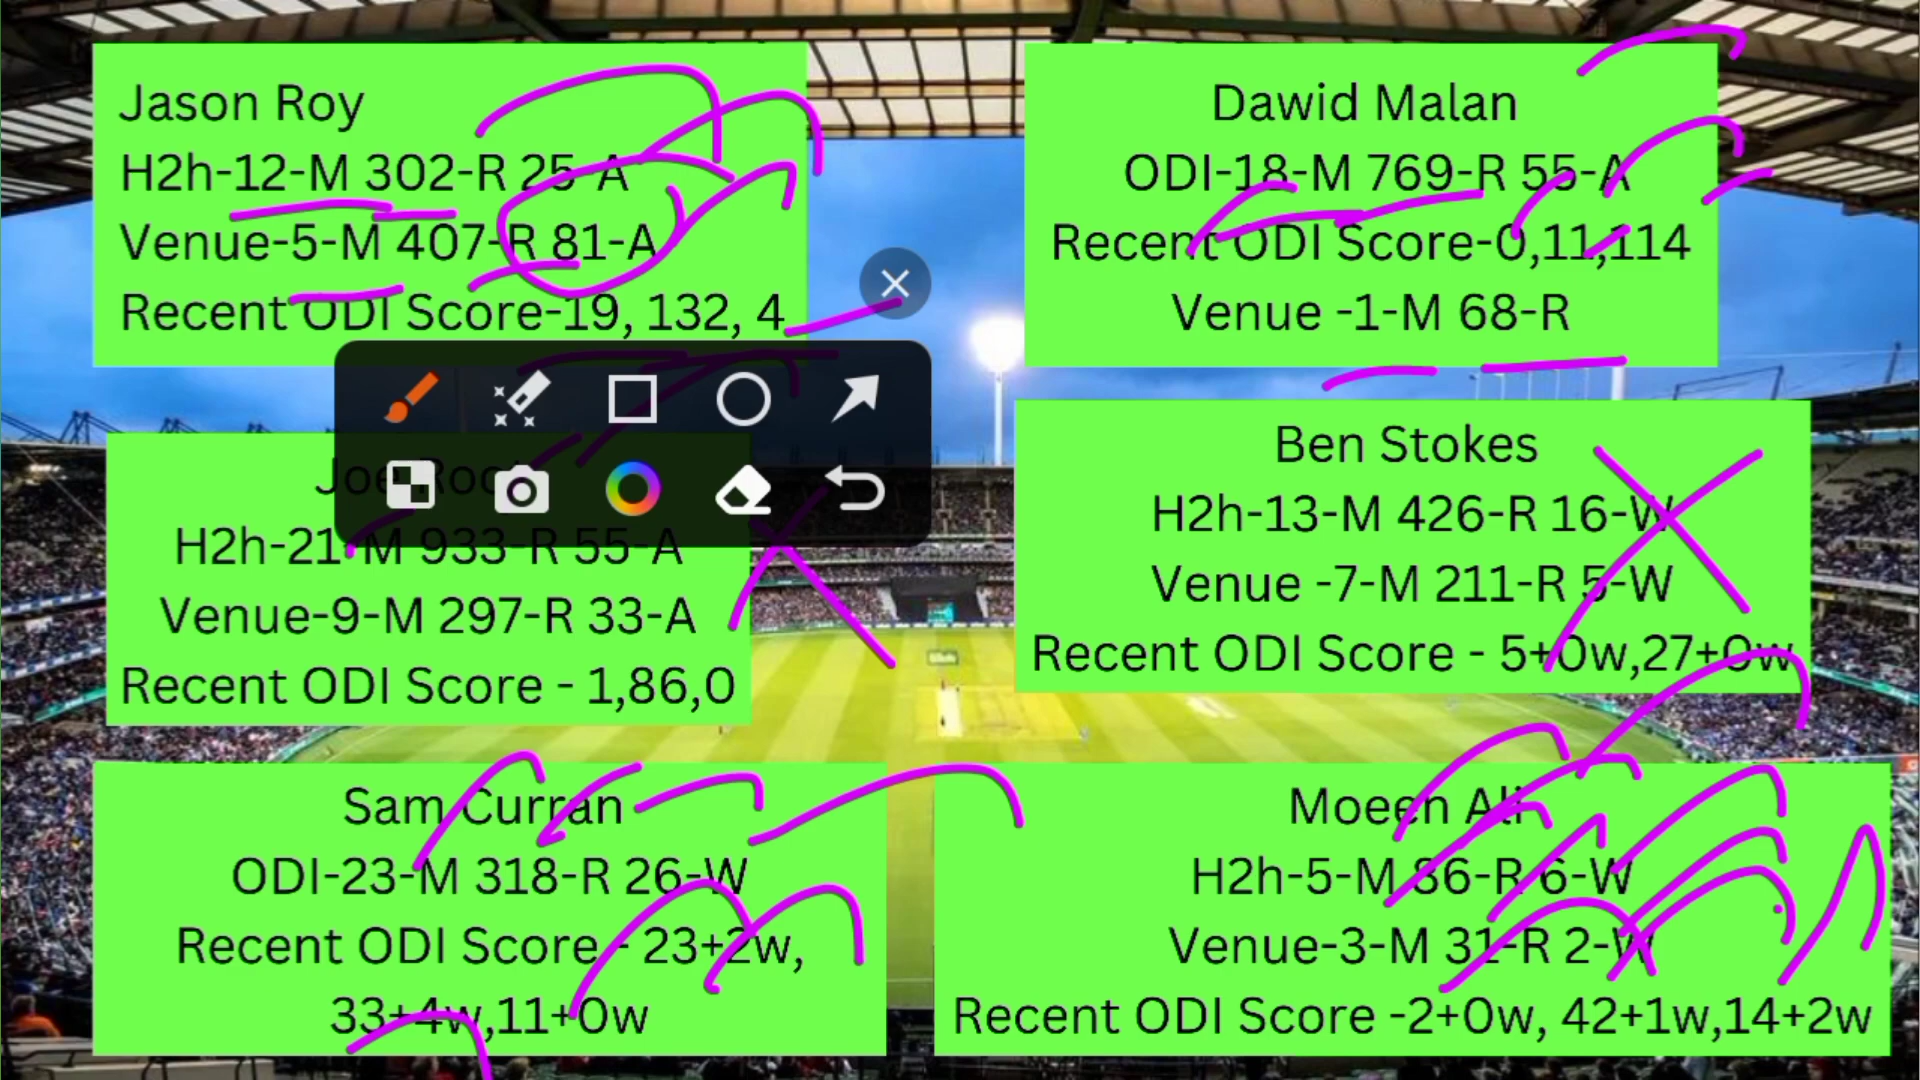 Jason Roy
H2h-12-M 302-R 25-A
Venue-5-M 407-R 81-A
Recent ODI Score-19, 132, 4
Dawid Malan
ODI-18-M 769-R 55-A
Recent ODI Score-0,11,114
Venue -1-M 68-R
Joe Root
H2h-21-M 933-R 55-A
Venue-9-M 297-R 33-A
Recent ODI Score - 1,86,0
Ben Stokes
H2h-13-M 426-R 16-W
Venue -7-M 211-R 5-W
Recent ODI Score - 5+0w,27+0w
Sam Curran
ODI-23-M 318-R 26-W
Recent ODI Score - 23+2w,
33+4w,11+0w
Moeen Ali
H2h-5-M 86-R 6-W
Venue-3-M 31-R 2-W
Recent ODI Score -2+0w, 42+1w,14+2w